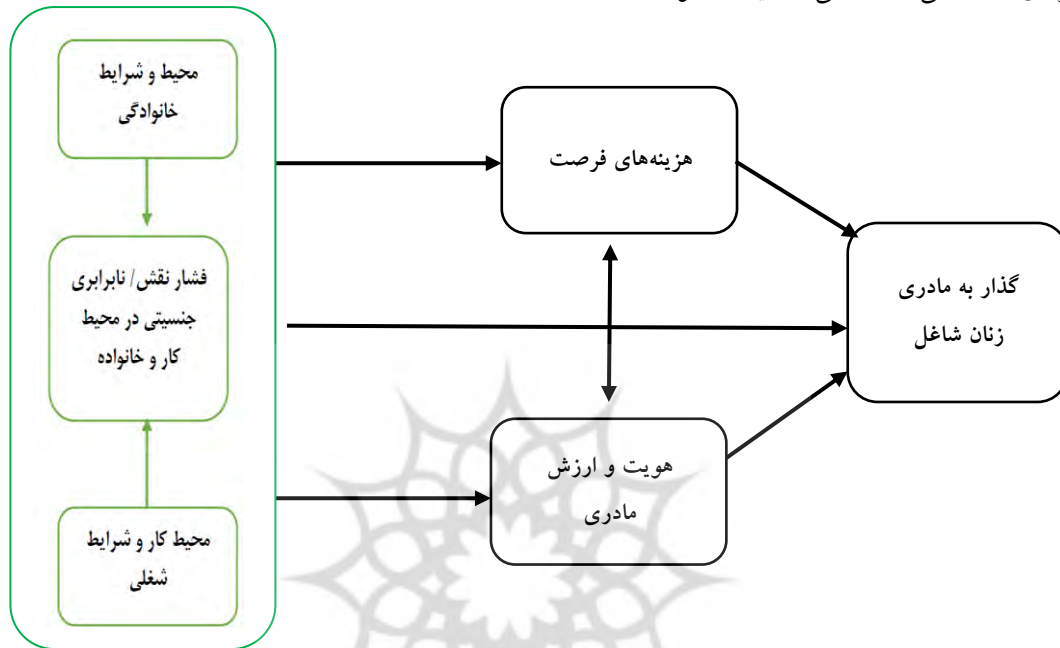 محیط و شرایط
خانوادگی
فشار نقش/ نابرابری
جنسیتی در محیط
کار و خانواده
محیط کار و شرایط
شغلی
هزینه‌های فرصت
هویت و ارزش
مادری
گذار به مادری
زنان شاغل